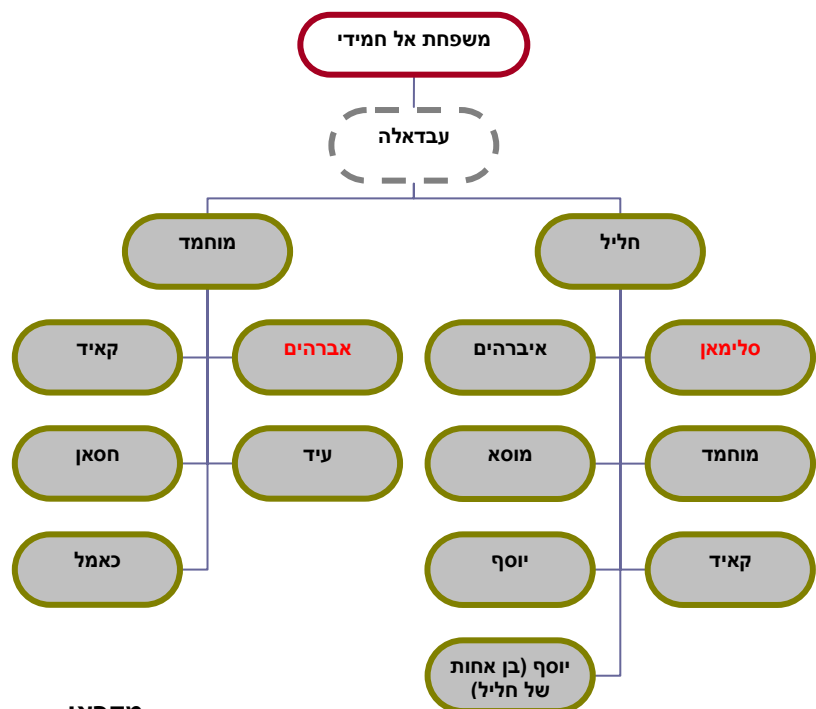 משפחת אל חמידי
עבדאלה
חליל
מוחמד
סלימאן
איברהים
אברהים
קאיד
מוחמד
מוסא
עיד
חסאן
קאיד
יוסף
כאמל
יוסף (בן אחות
של חליל)